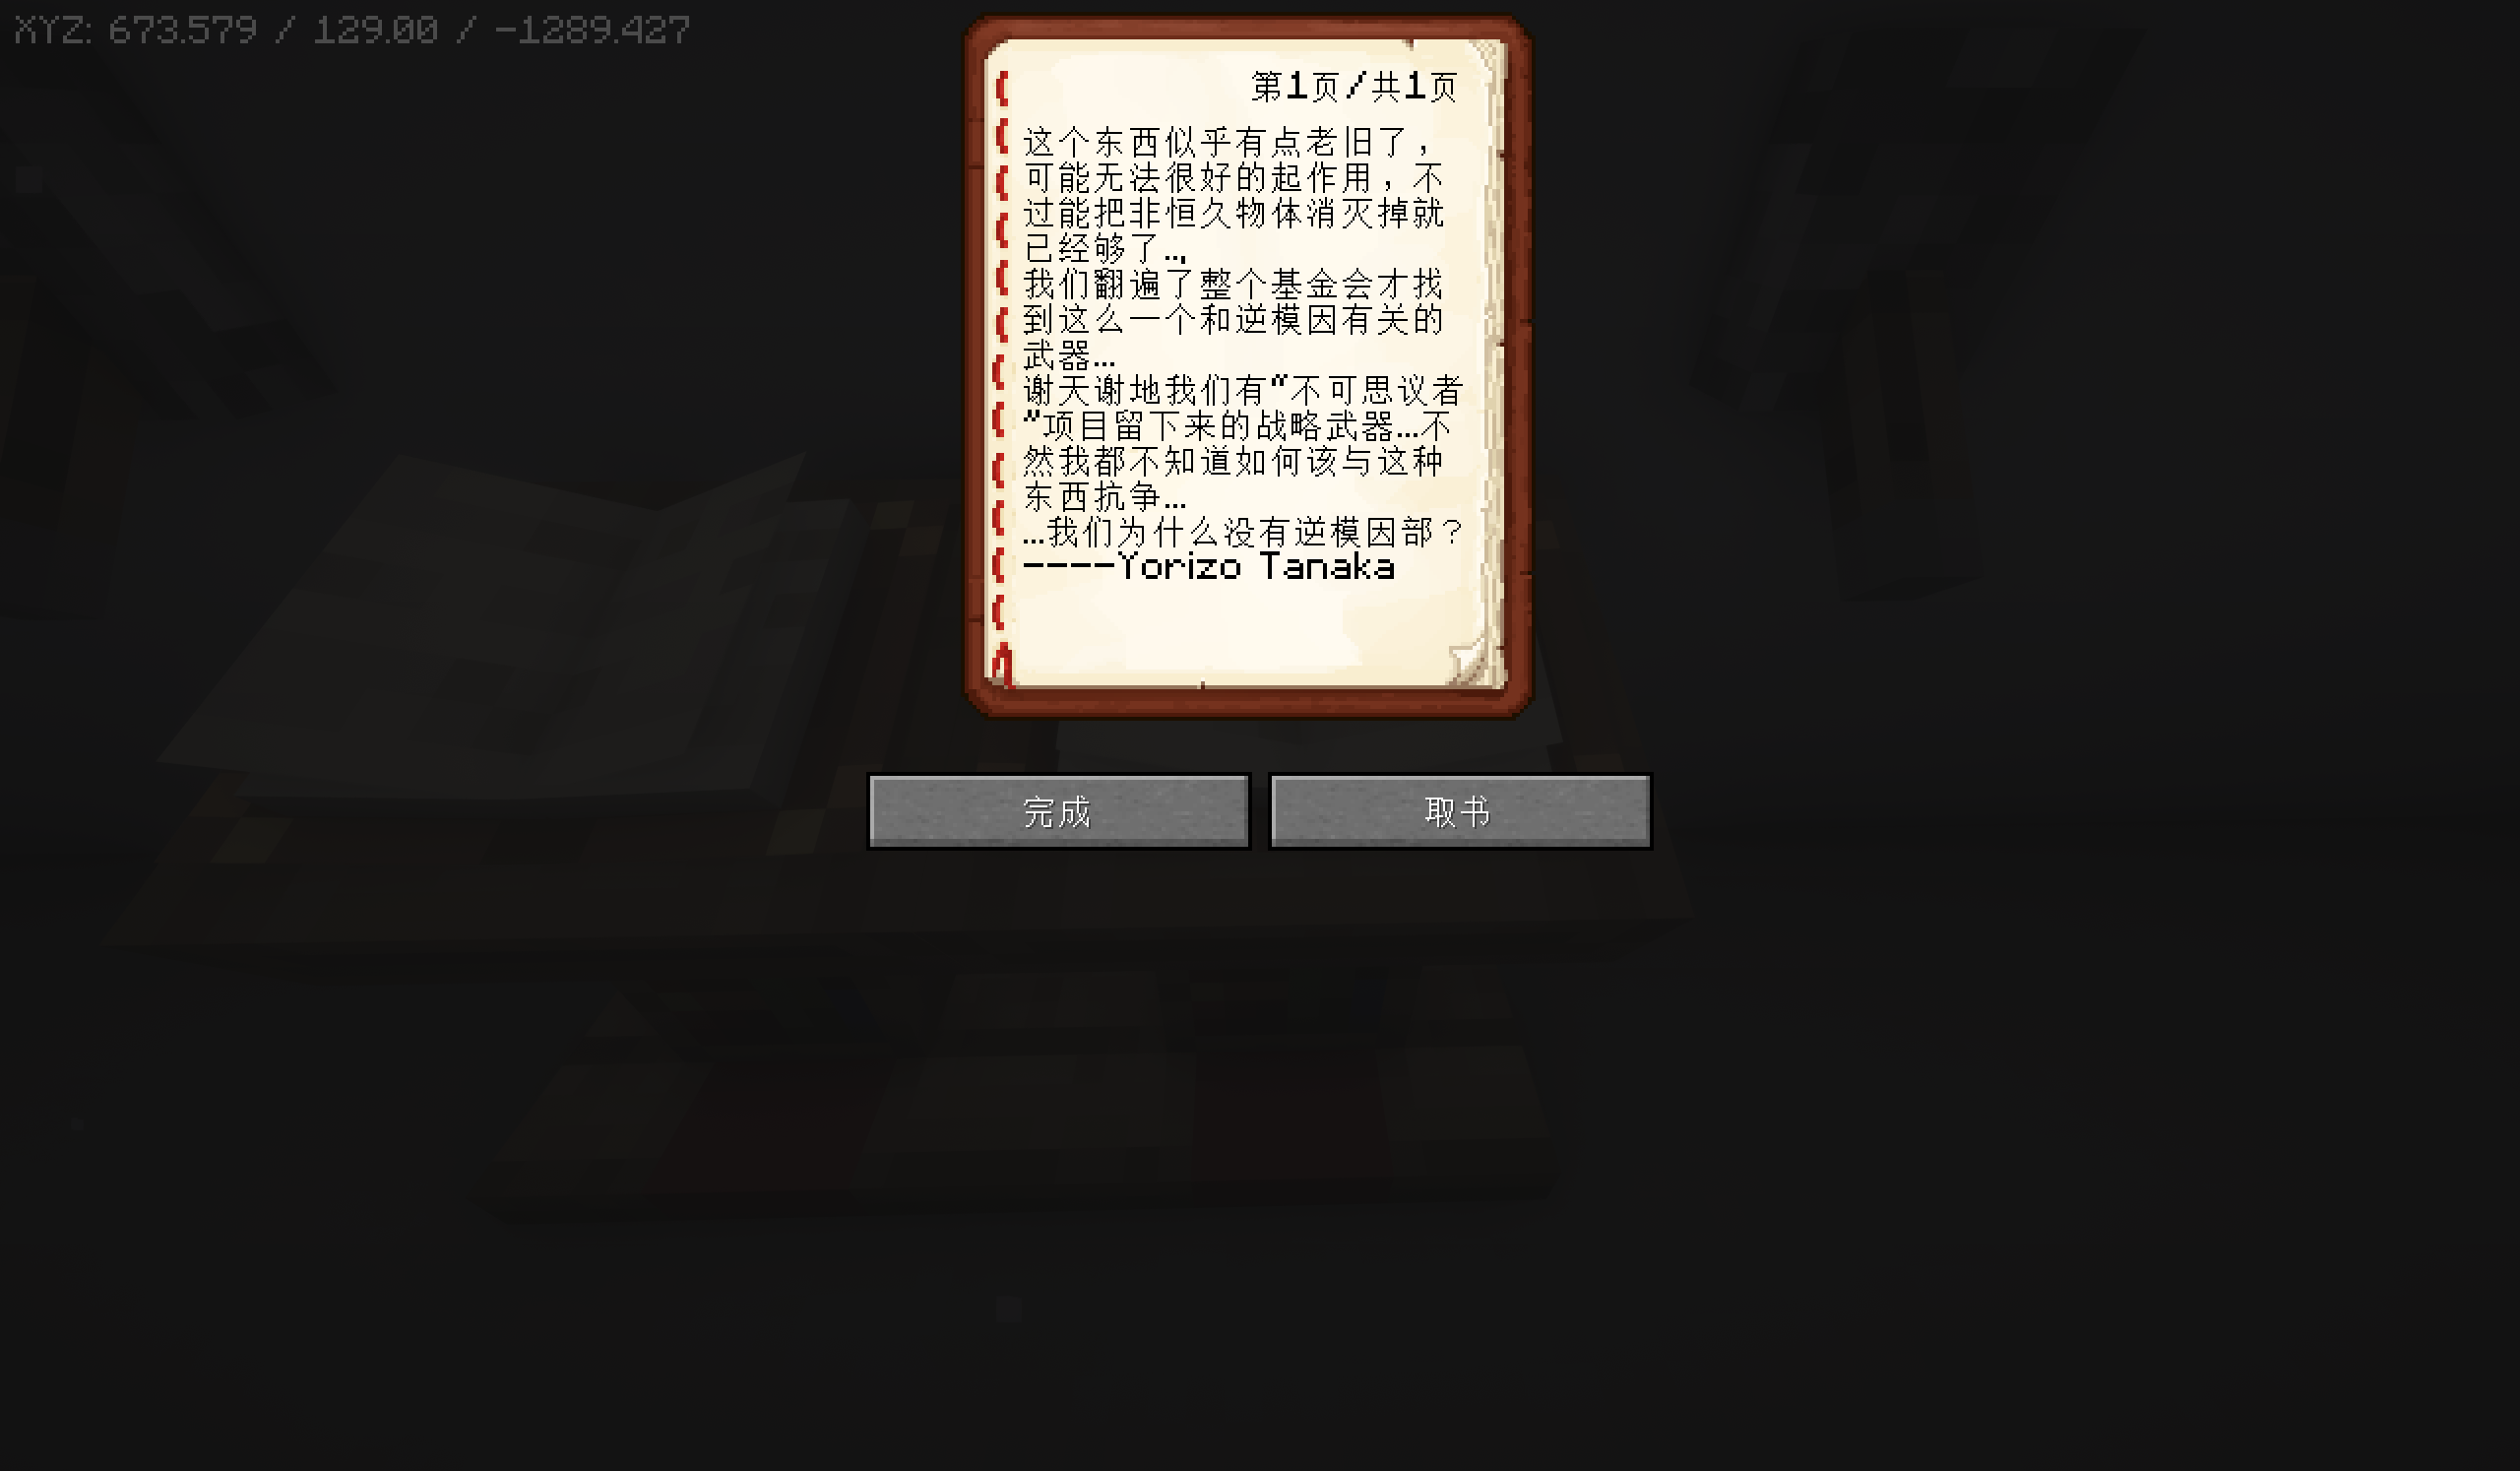 XYZ: 673.579 / 129.00 / -1289.427
第1页/共1页
这个东西似乎有点老旧了，
可能无法很好的起作用，不
过能把非恒久物体消灭掉就
已经够了..,
我们翻遍了整个基金会才找
到这么一个和逆模因有关的
武器...
谢天谢地我们有"不可思议者
"项目留下来的战略武器...不
然我都不知道如何该与这种
东西抗争...
...我们为什么没有逆模因部？
----Yorizo Tanaka
完成
取书